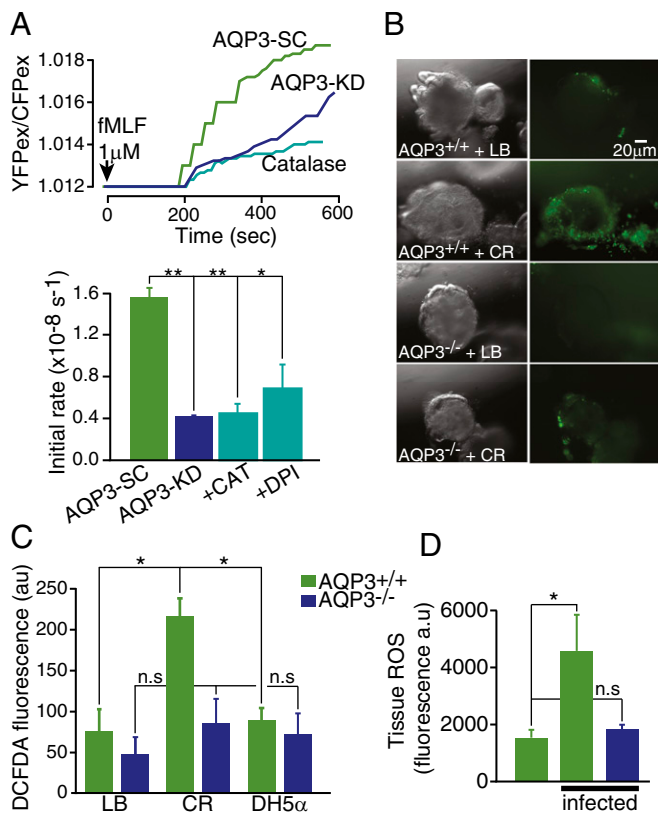 A
YFPex/CFPex
1.018
1.016
1.014
1.012
AQP3-SC
AQP3-KD
Catalase
fMLF
1μM
0
200
400
600
Time (sec)
Initial rate (x10-8 s-1)
1.6
1.2
0.8
0.4
0.0
** ** *
AQP3-SC
AQP3-KD
+CAT
+DPI
B
AQP3+/+ + LB
20μm
AQP3+/+ + CR
AQP3-/- + LB
AQP3-/- + CR
C
DCFDA fluorescence (au)
250
200
150
100
50
0
* *
n.s
n.s
LB CR DH5α
AQP3+/+
AQP3-/-
D
Tissue ROS
(fluorescence a.u)
6000
4000
2000
0
*
n.s
infected